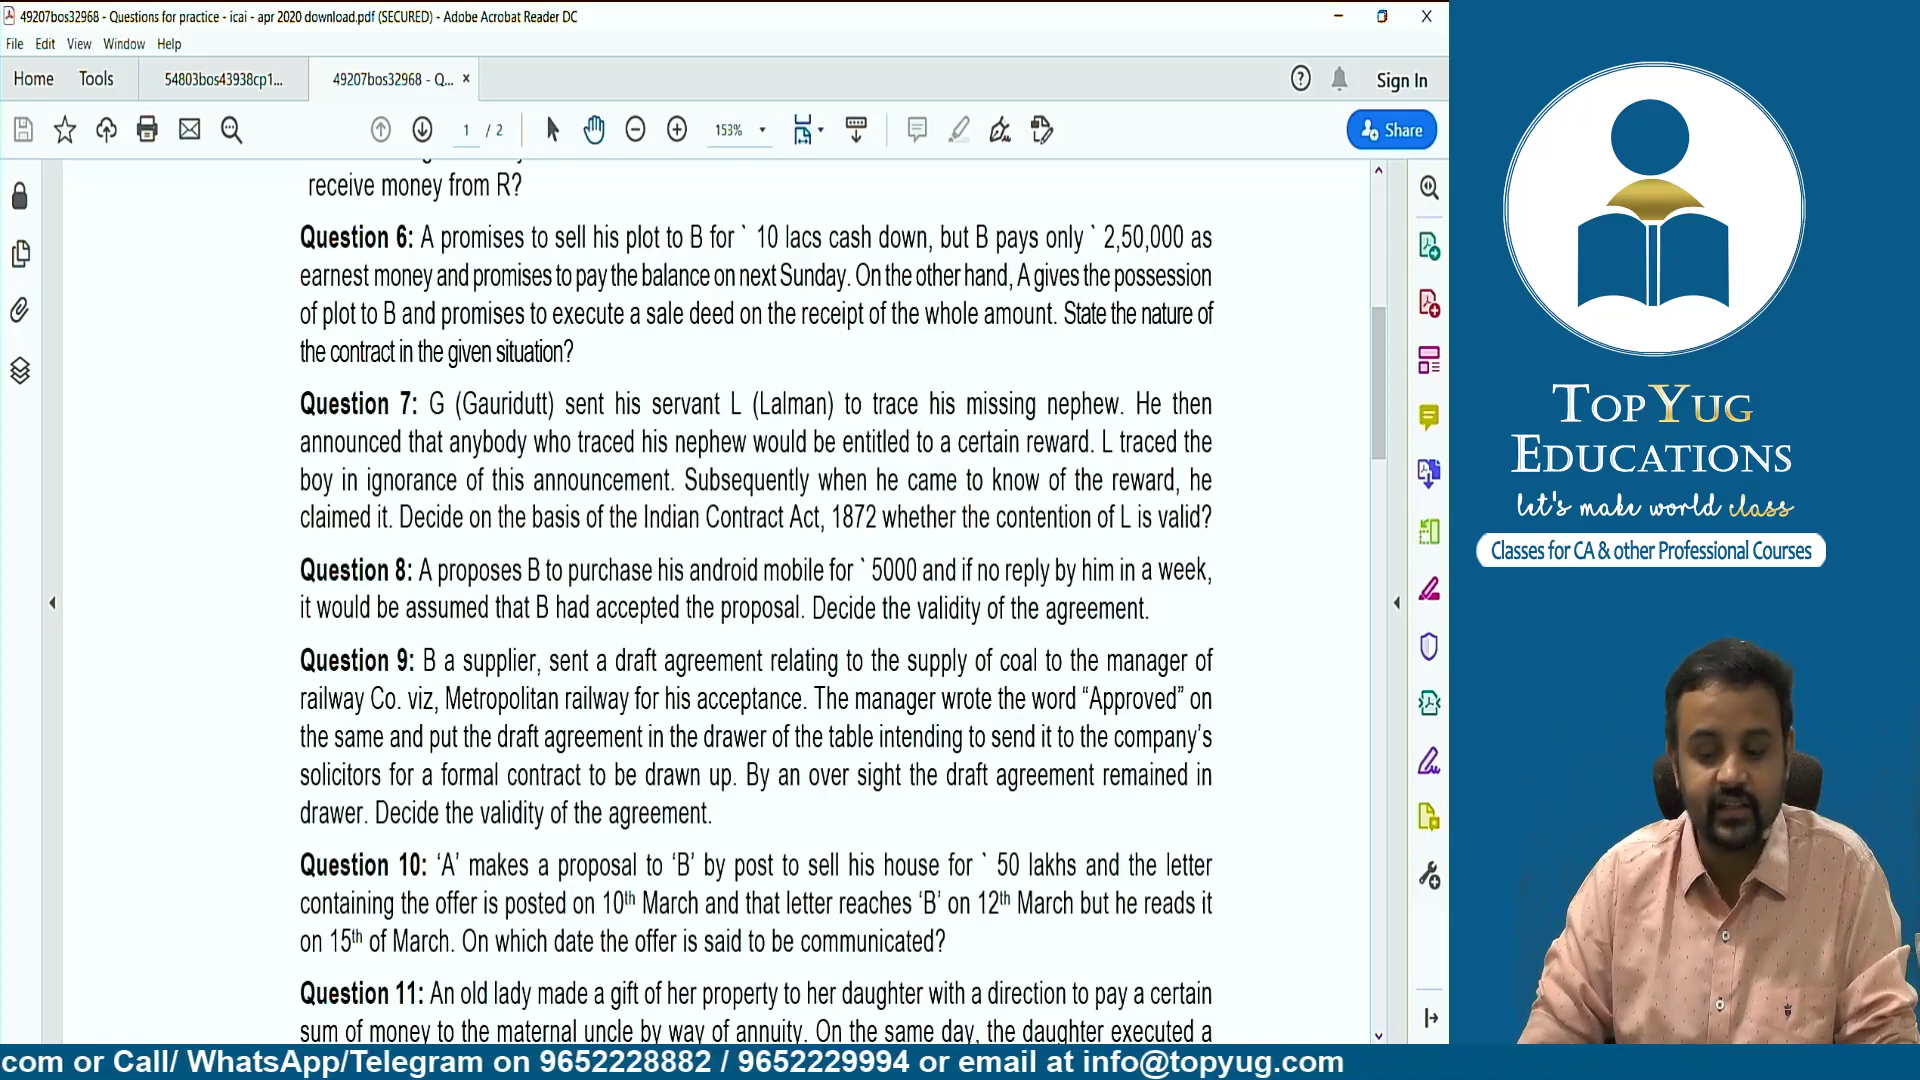 49207bos32968 - Questions for practice - icai - apr 2020 download.pdf (SECURED) - Adobe Acrobat Reader DC
File Edit View Window Help
Home Tools 54803bos43938cp1... 49207bos32968 - Q... × Sign In
1 / 2 153% Share
receive money from R?
Question 6: A promises to sell his plot to B for ` 10 lacs cash down, but B pays only ` 2,50,000 as
earnest money and promises to pay the balance on next Sunday. On the other hand, A gives the possession
of plot to B and promises to execute a sale deed on the receipt of the whole amount. State the nature of
the contract in the given situation?
Question 7: G (Gauridutt) sent his servant L (Lalman) to trace his missing nephew. He then
announced that anybody who traced his nephew would be entitled to a certain reward. L traced the
boy in ignorance of this announcement. Subsequently when he came to know of the reward, he
claimed it. Decide on the basis of the Indian Contract Act, 1872 whether the contention of L is valid?
Question 8: A proposes B to purchase his android mobile for ` 5000 and if no reply by him in a week,
it would be assumed that B had accepted the proposal. Decide the validity of the agreement.
Question 9: B a supplier, sent a draft agreement relating to the supply of coal to the manager of
railway Co. viz, Metropolitan railway for his acceptance. The manager wrote the word “Approved” on
the same and put the draft agreement in the drawer of the table intending to send it to the company’s
solicitors for a formal contract to be drawn up. By an over sight the draft agreement remained in
drawer. Decide the validity of the agreement.
Question 10: ‘A’ makes a proposal to ‘B’ by post to sell his house for ` 50 lakhs and the letter
containing the offer is posted on 10th March and that letter reaches ‘B’ on 12th March but he reads it
on 15th of March. On which date the offer is said to be communicated?
Question 11: An old lady made a gift of her property to her daughter with a direction to pay a certain
sum of money to the maternal uncle by way of annuity. On the same day, the daughter executed a
TOPYUG
EDUCATIONS
let's make world class
Classes for CA & other Professional Courses
com or Call/ WhatsApp/Telegram on 9652228882 / 9652229994 or email at info@topyug.com